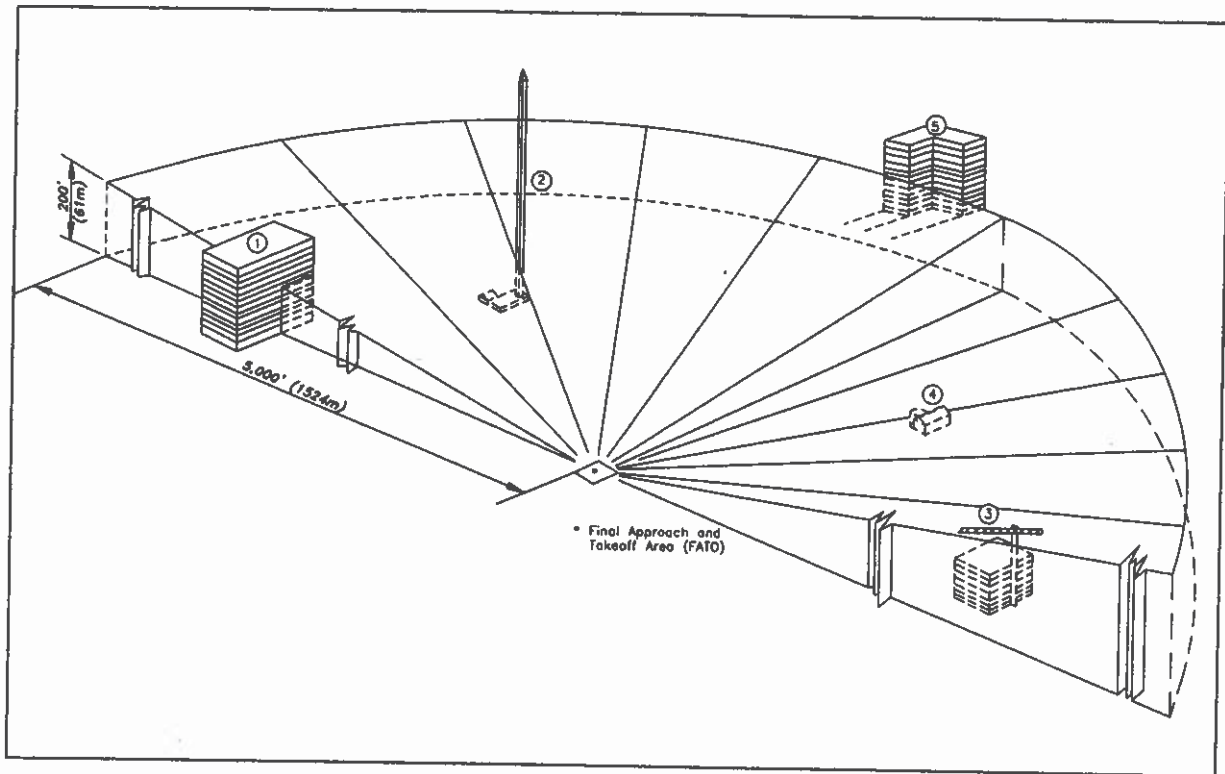 5
2
200'
(61m)
1
5,000' (1524m)
4
3
• Final Approach and
Takeoff Area (FATO)